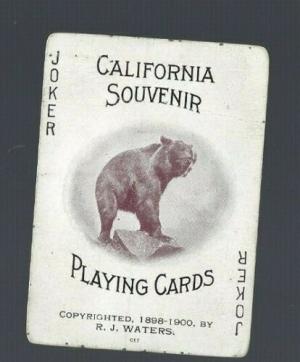 JOKER
CALIFORNIA
SOUVENIR
PLAYING CARDS
COPYRIGHTED, 1898-1900, BY
R. J. WATERS.
JOKER